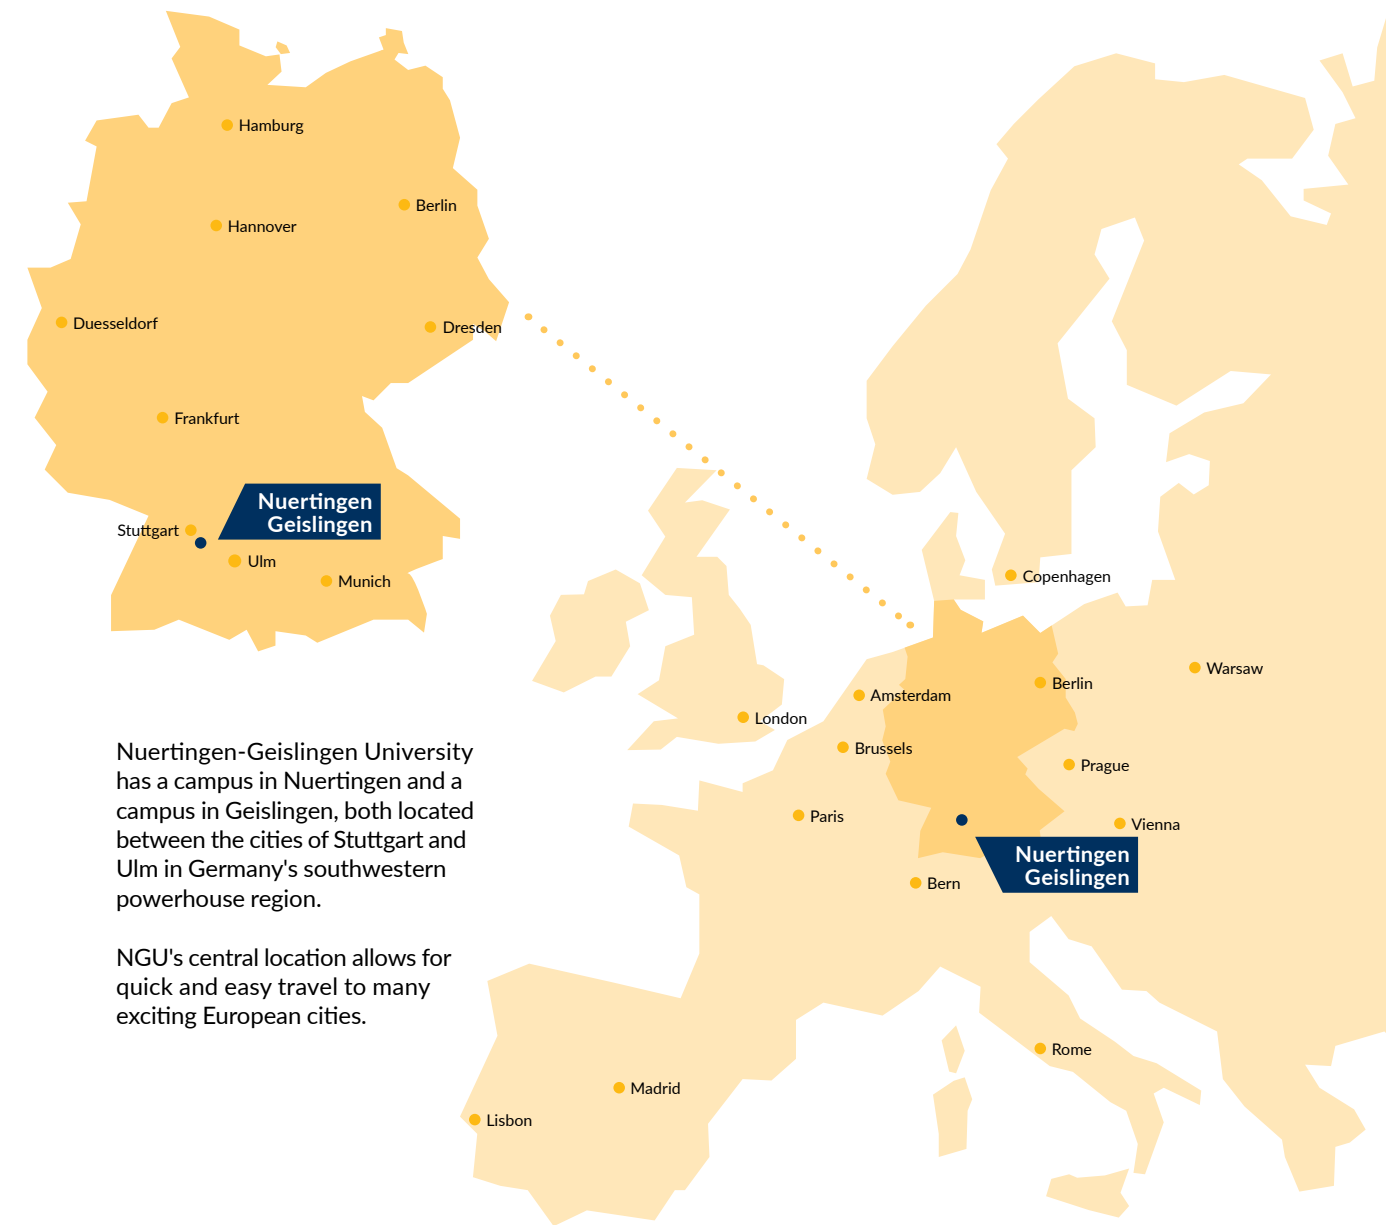 Hamburg
Berlin
Hannover
Duesseldorf
Dresden
Frankfurt
Nuertingen
Geislingen
Stuttgart
Ulm
Munich
Nuertingen-Geislingen University
has a campus in Nuertingen and a
campus in Geislingen, both located
between the cities of Stuttgart and
Ulm in Germany's southwestern
powerhouse region.
NGU's central location allows for
quick and easy travel to many
exciting European cities.
Copenhagen
Warsaw
Berlin
Amsterdam
London
Brussels
Prague
Paris
Vienna
Nuertingen
Geislingen
Bern
Rome
Madrid
Lisbon